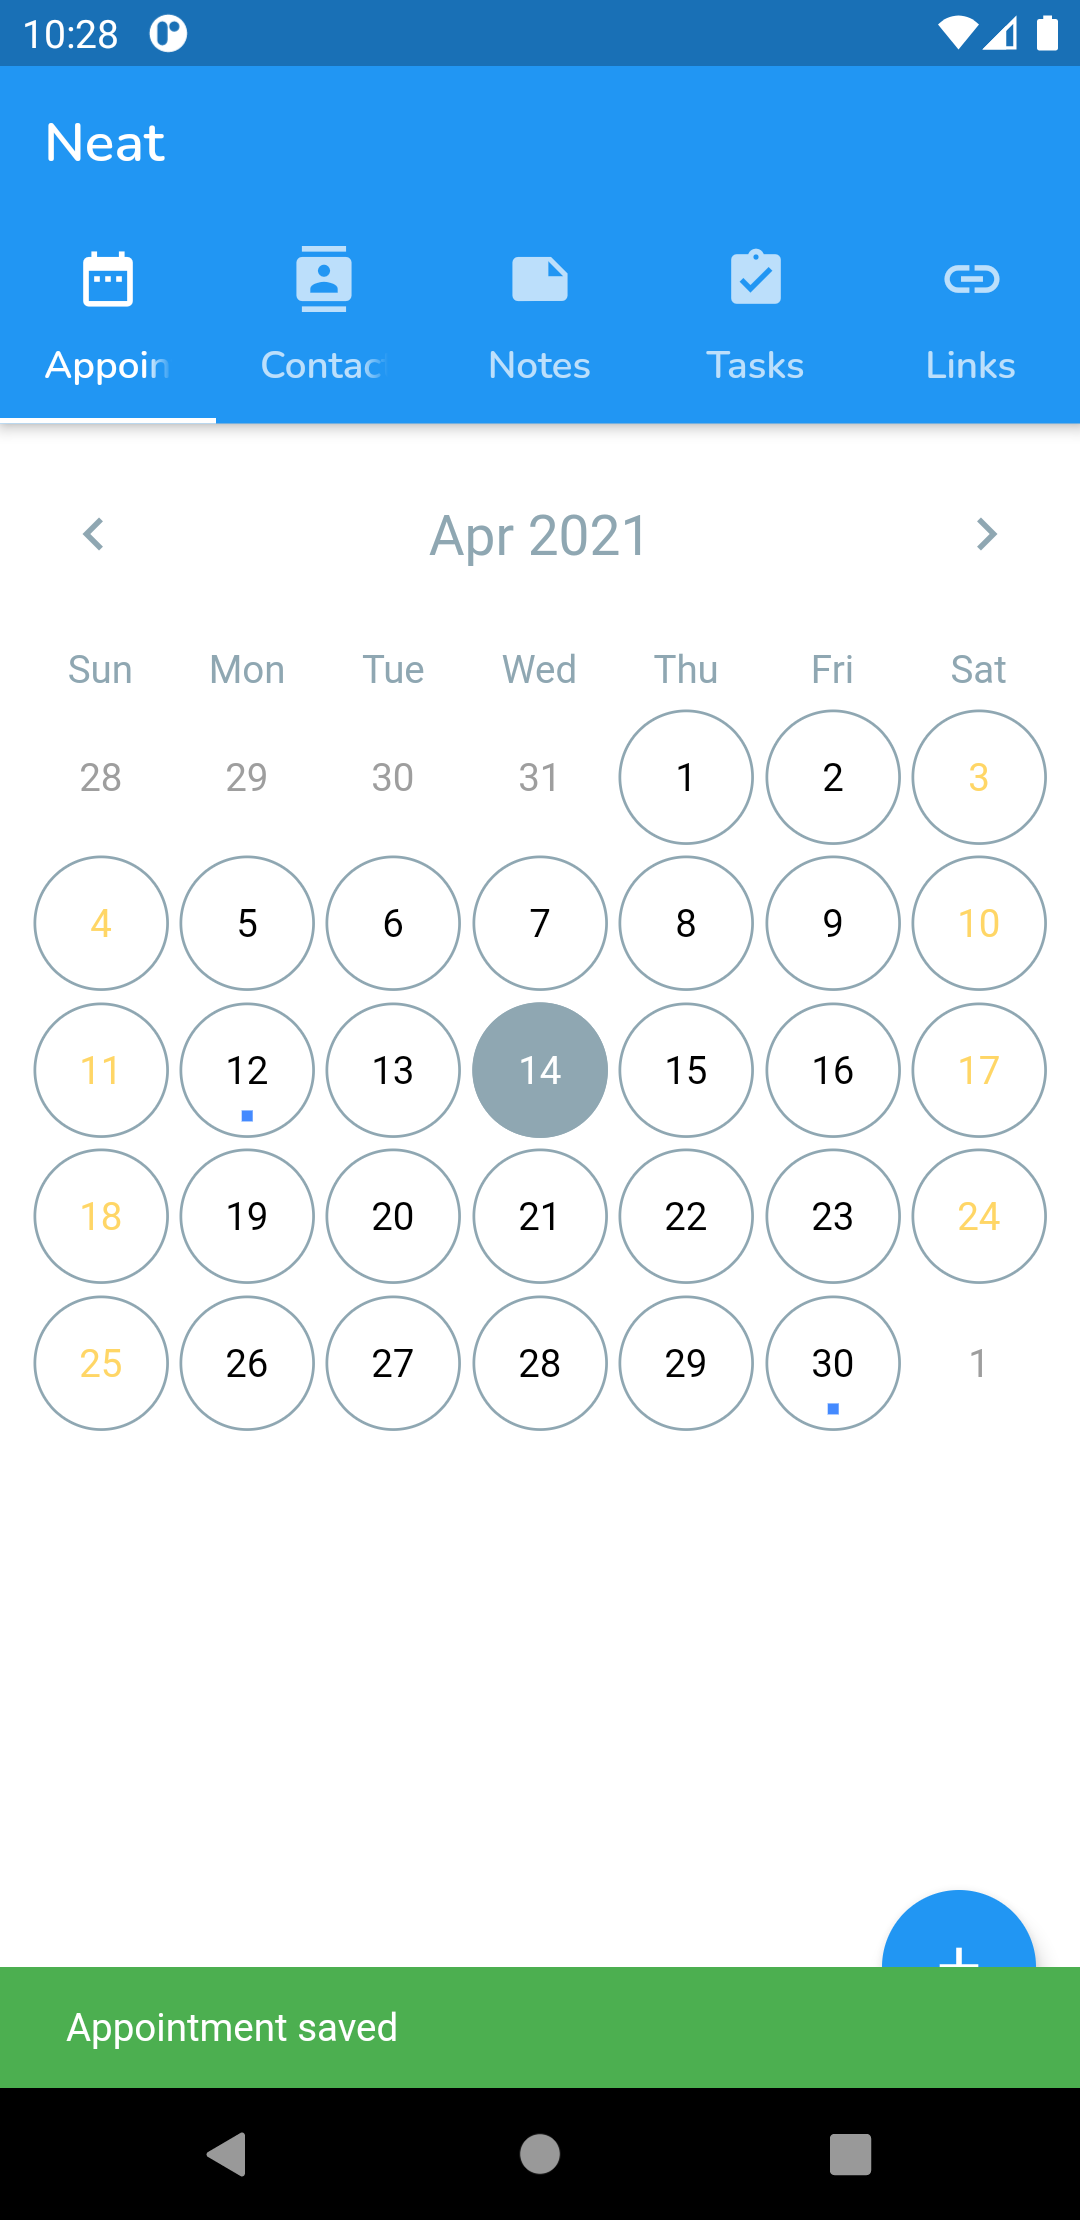 10:28
Neat
Appoin
Contac
Notes
Tasks
Links
Apr 2021
Sun Mon Tue Wed Thu Fri Sat
28 29 30 31 1 2 3
4 5 6 7 8 9 10
11 12 13 14 15 16 17
18 19 20 21 22 23 24
25 26 27 28 29 30 1
Appointment saved